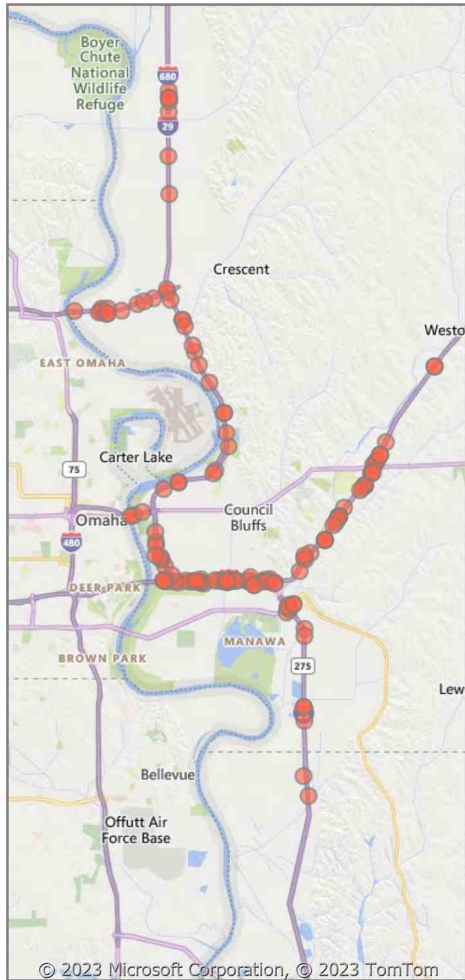 Boyer
Chute
National
Wildlife
Refuge
680
29
Crescent
Westo
EAST OMAHA
Carter Lake
75
Omaha
Council
Bluffs
480
DEER PARK
MANAWA
BROWN PARK
275
Lew
Bellevue
Offutt Air
Force Base
© 2023 Microsoft Corporation, © 2023 TomTom